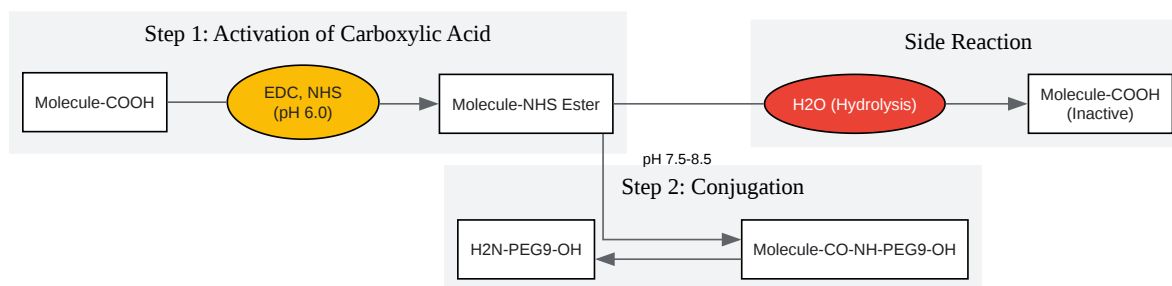 Step 1: Activation of Carboxylic Acid
Molecule-COOH
EDC, NHS
(pH 6.0)
Molecule-NHS Ester
Side Reaction
H2O (Hydrolysis)
Molecule-COOH
(Inactive)
pH 7.5-8.5
Step 2: Conjugation
H2N-PEG9-OH
Molecule-CO-NH-PEG9-OH